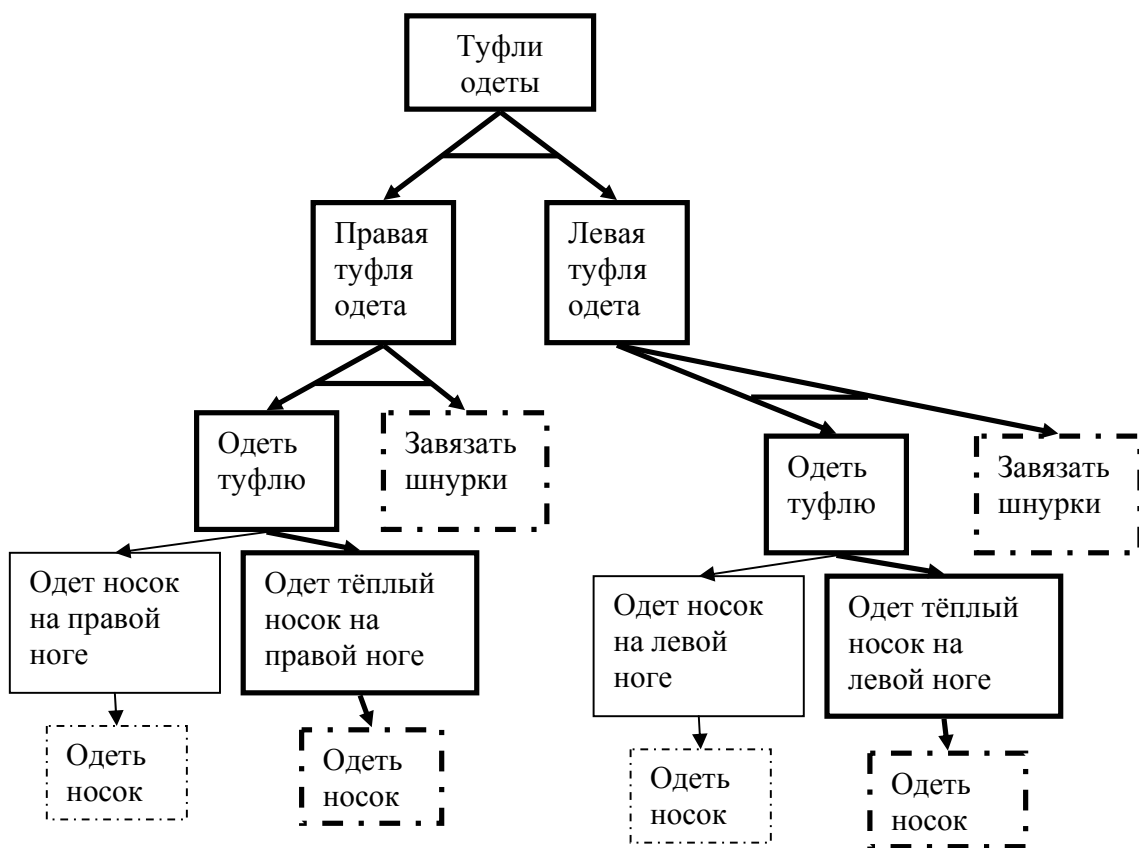 Туфли
одеты
Правая
туфля
одета
Левая
туфля
одета
Одеть
туфлю
Завязать
шнурки
Одеть
туфлю
Завязать
шнурки
Одет носок
на правой
ноге
Одет тёплый
носок на
правой ноге
Одет носок
на левой
ноге
Одет тёплый
носок на
левой ноге
Одеть
носок
Одеть
носок
Одеть
носок
Одеть
носок